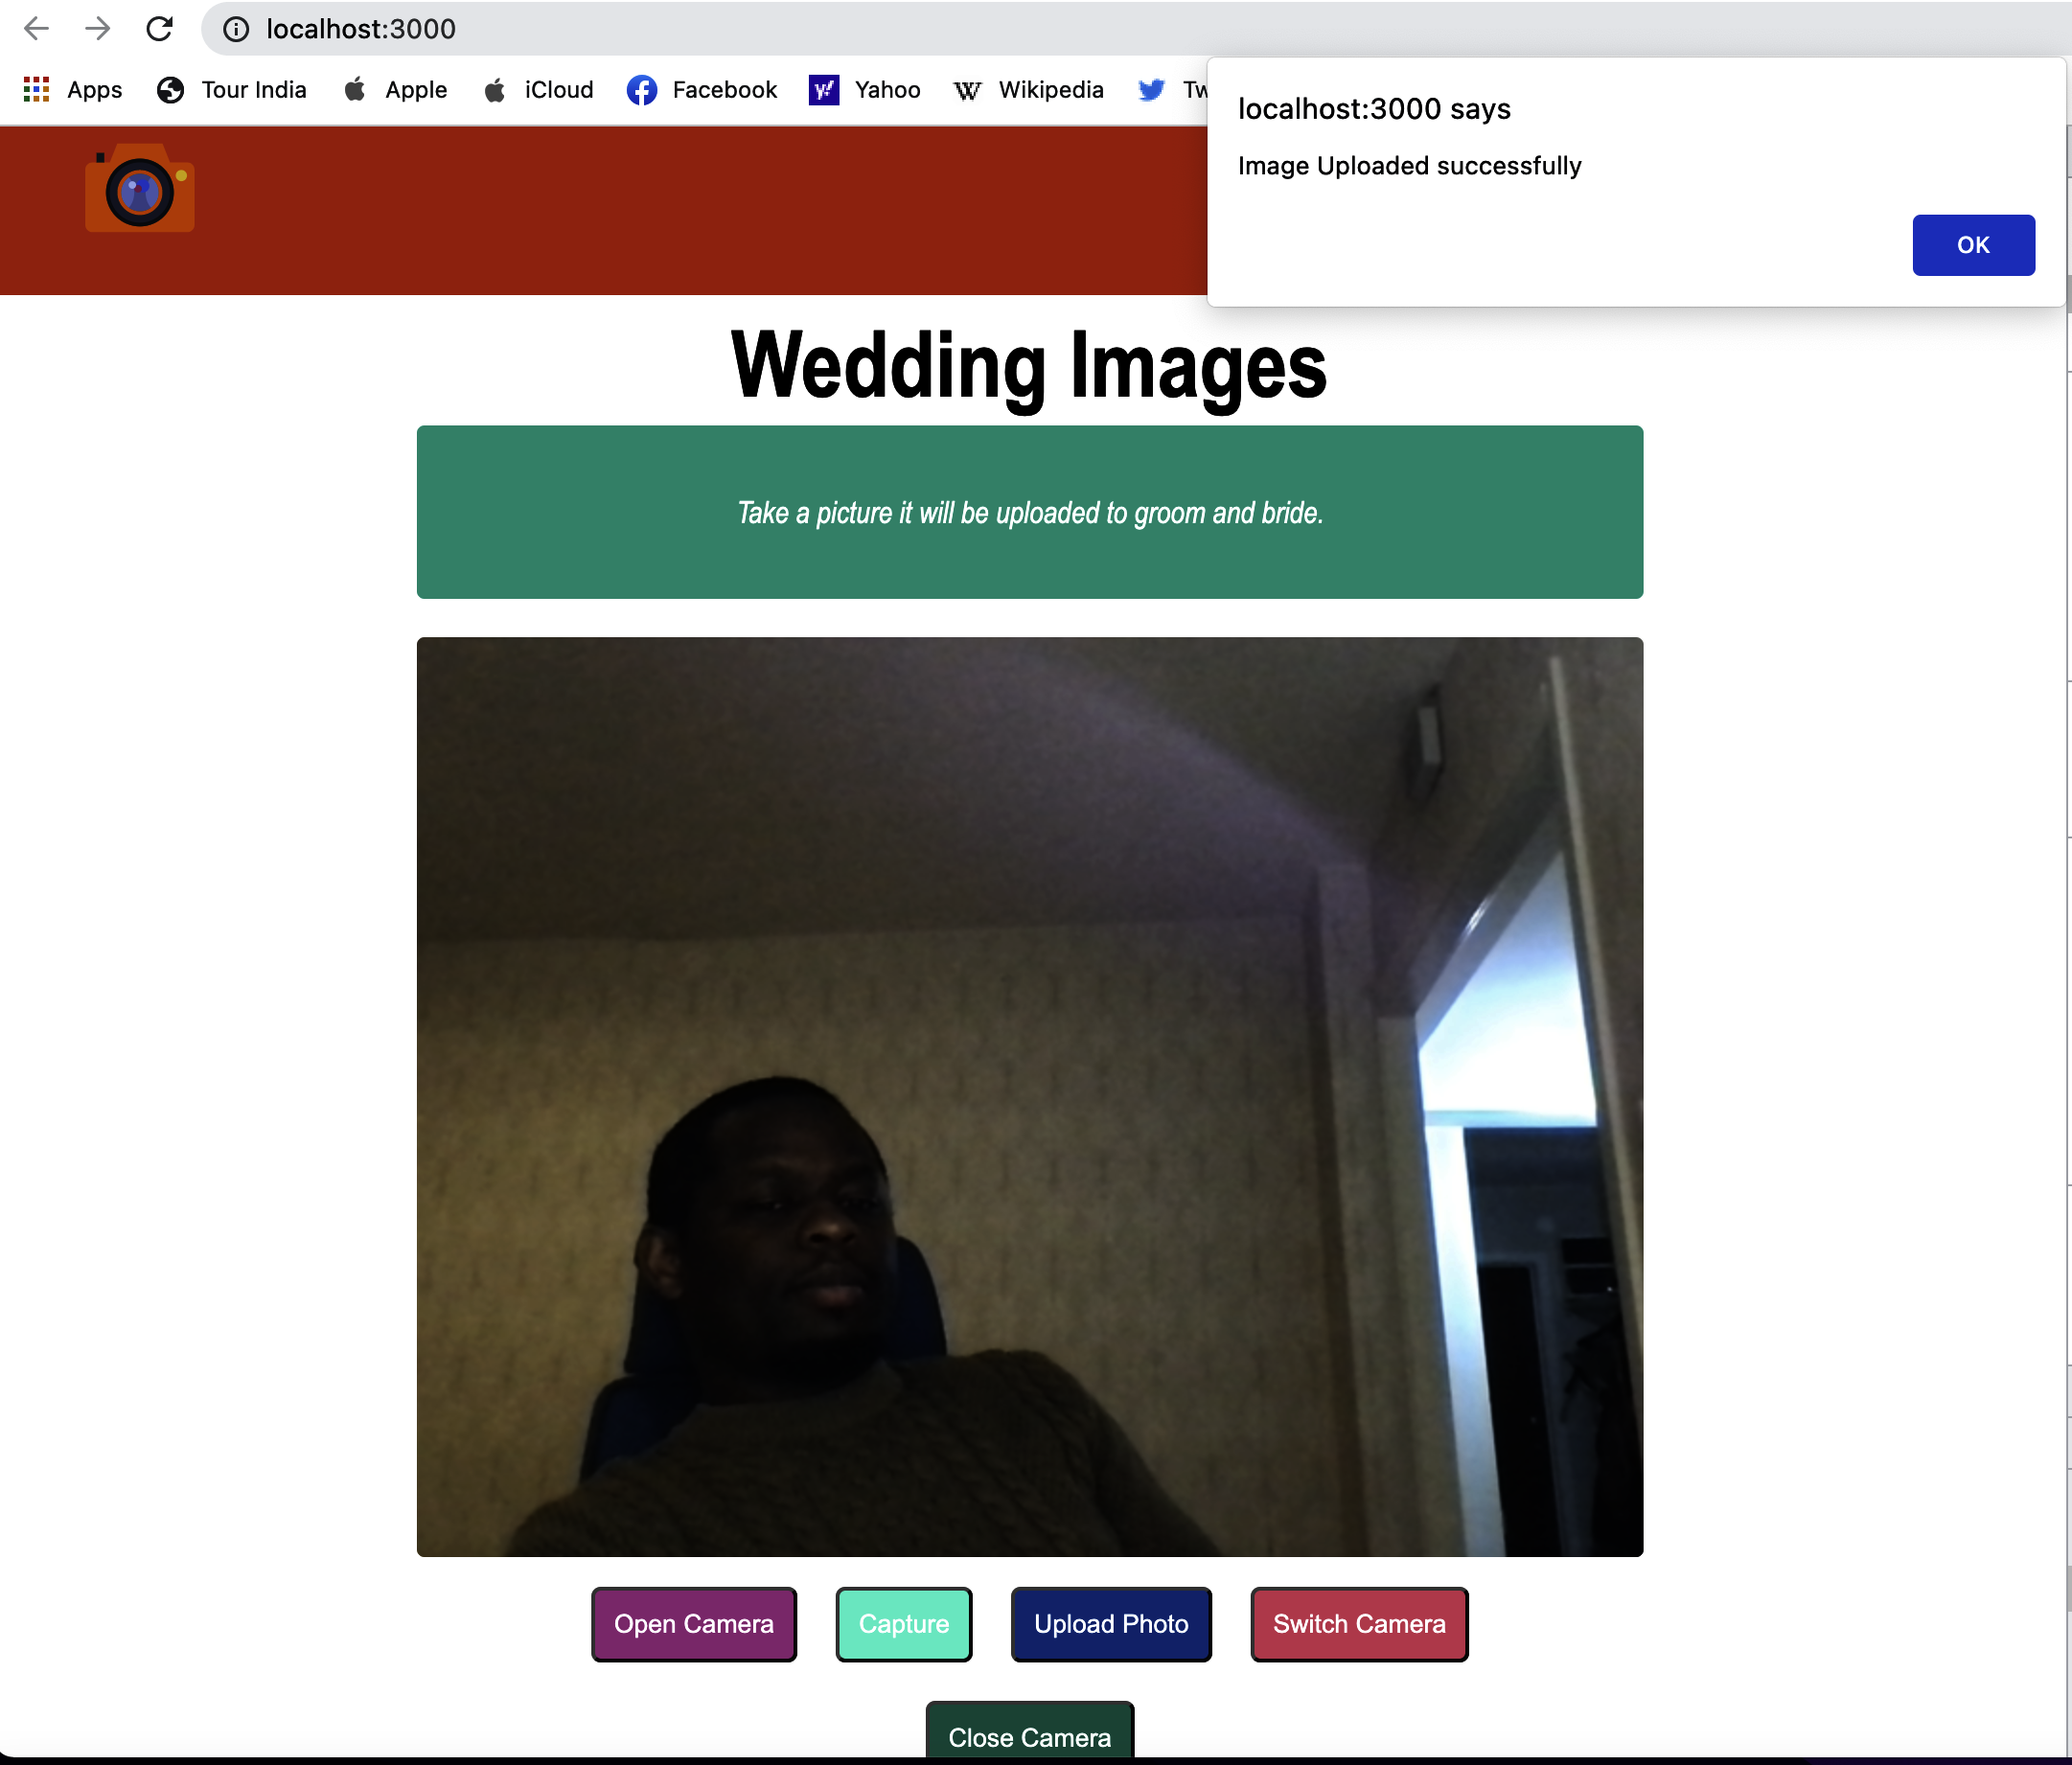 localhost:3000
Apps Tour India Apple iCloud Facebook Yahoo Wikipedia Tw
localhost:3000 says
Image Uploaded successfully
OK
Wedding Images
Take a picture it will be uploaded to groom and bride.
Open Camera Capture Upload Photo Switch Camera
Close Camera